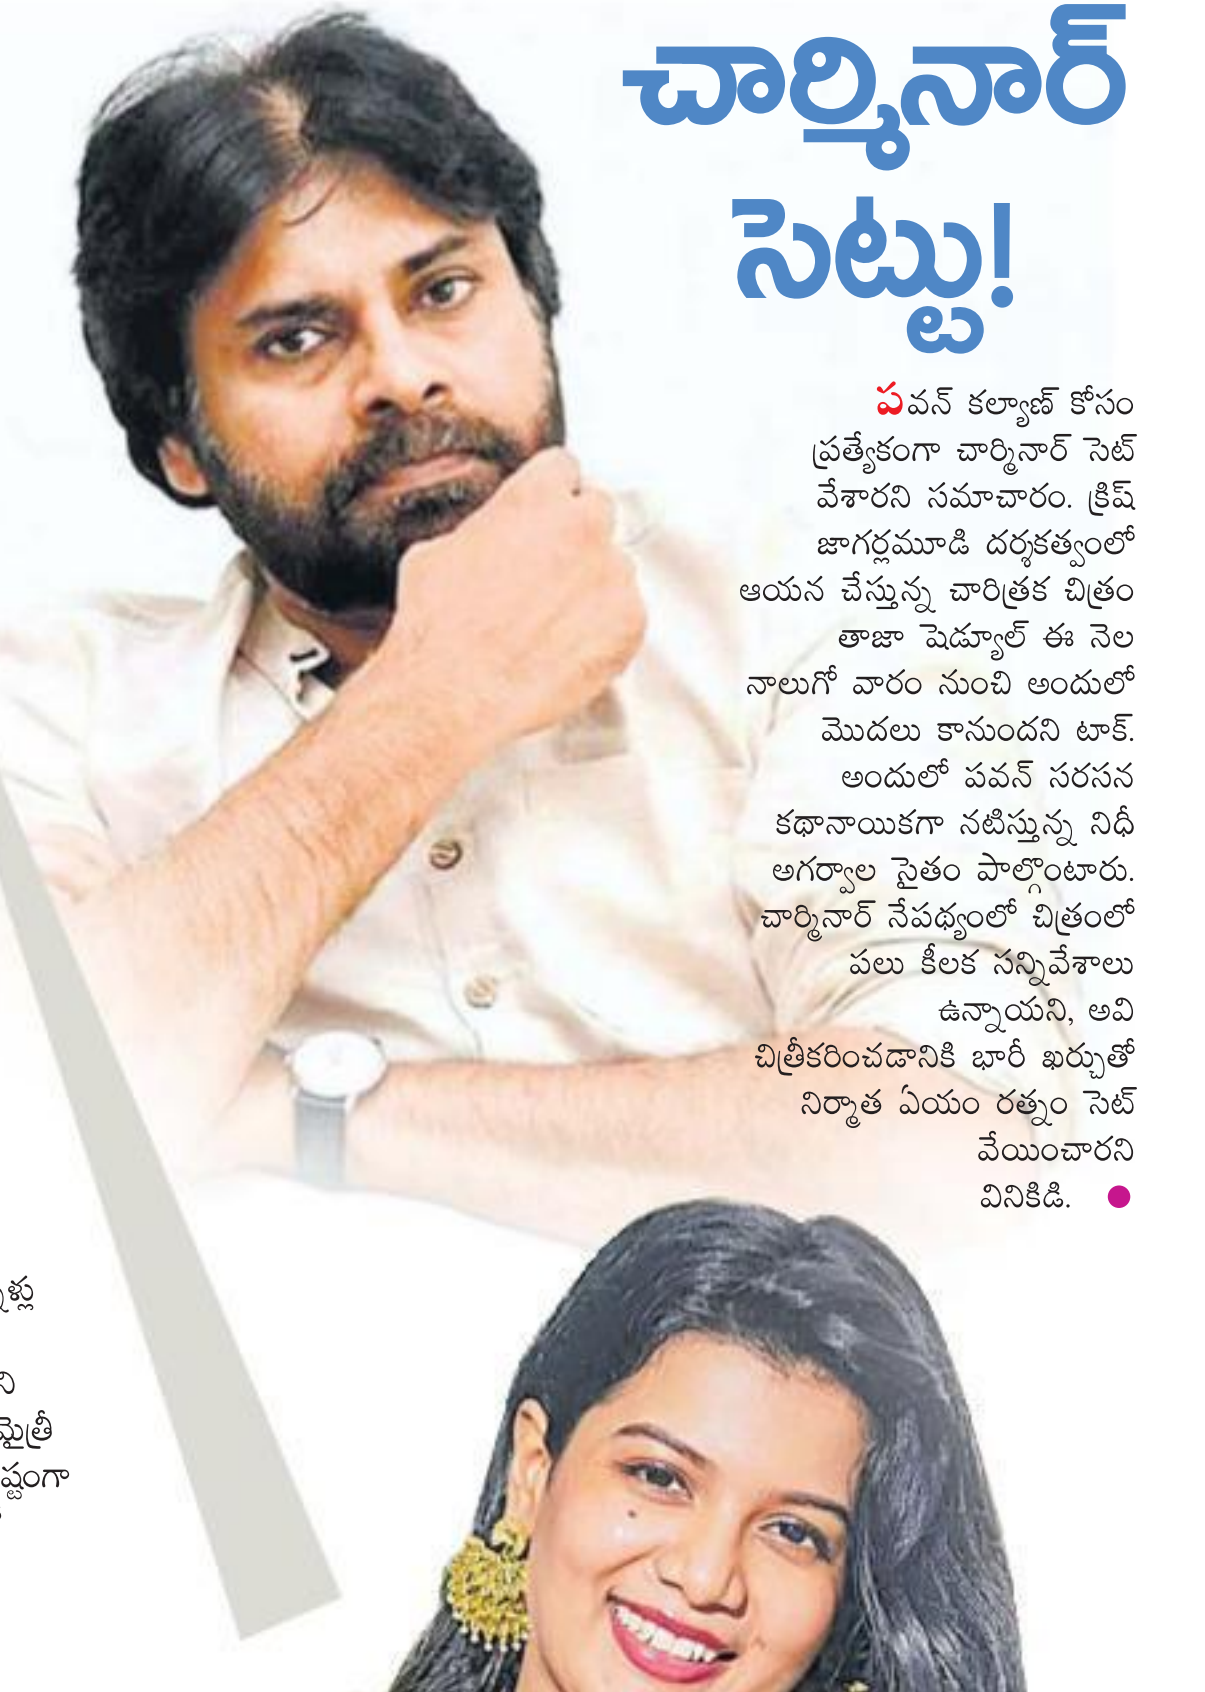 చార్మినార్
సెట్టు!
పవన్ కల్యాణ్ కోసం
ప్రత్యేకంగా చార్మినార్ సెట్
వేశారని సమాచారం. క్రిష్
జాగర్లమూడి దర్శకత్వంలో
ఆయన చేస్తున్న చారిత్రక చిత్రం
తాజా షెడ్యూల్ ఈ నెల
నాలుగో వారం నుంచి అందులో
మొదలు కానుందని టాక్.
అందులో పవన్ సరసన
కథానాయికగా నటిస్తున్న నిధీ
అగర్వాల సైతం పాల్గొంటారు.
చార్మినార్ నేపథ్యంలో చిత్రంలో
పలు కీలక సన్నివేశాలు
ఉన్నాయని, అవి
చిత్రీకరించడానికి భారీ ఖర్చుతో
నిర్మాత ఏయం రత్నం సెట్
వేయించారని
వినికిడి.